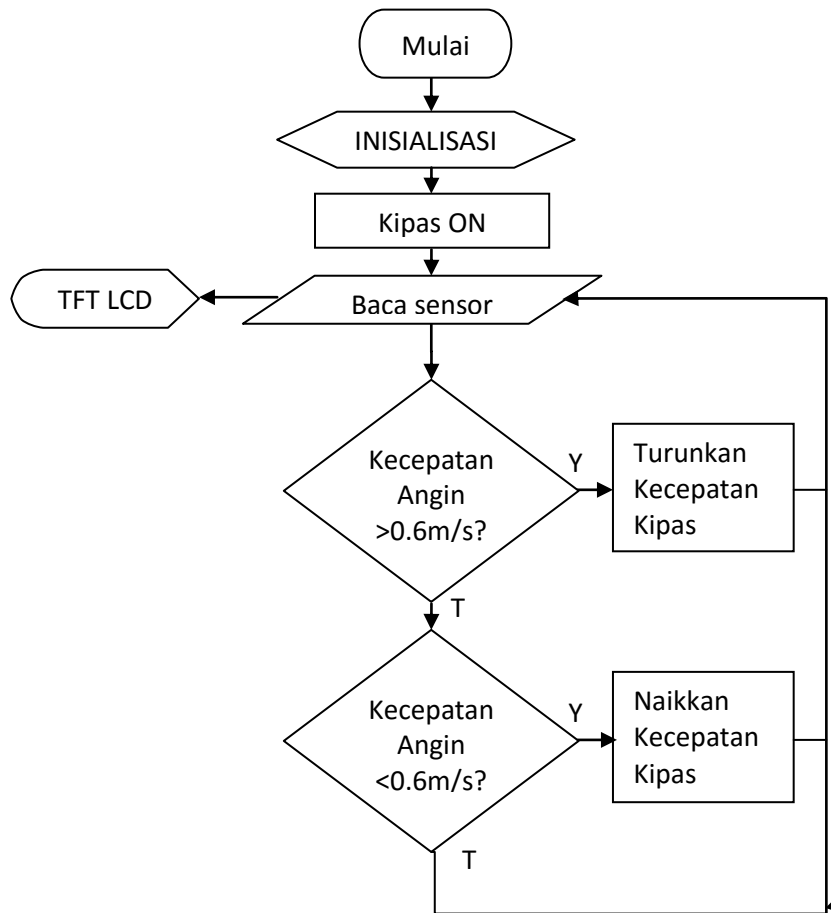 Mulai
INISIALISASI
Kipas ON
TFT LCD
Baca sensor
Kecepatan
Angin
>0.6m/s?
Y
Turunkan
Kecepatan
Kipas
T
Kecepatan
Angin
<0.6m/s?
Y
Naikkan
Kecepatan
Kipas
T